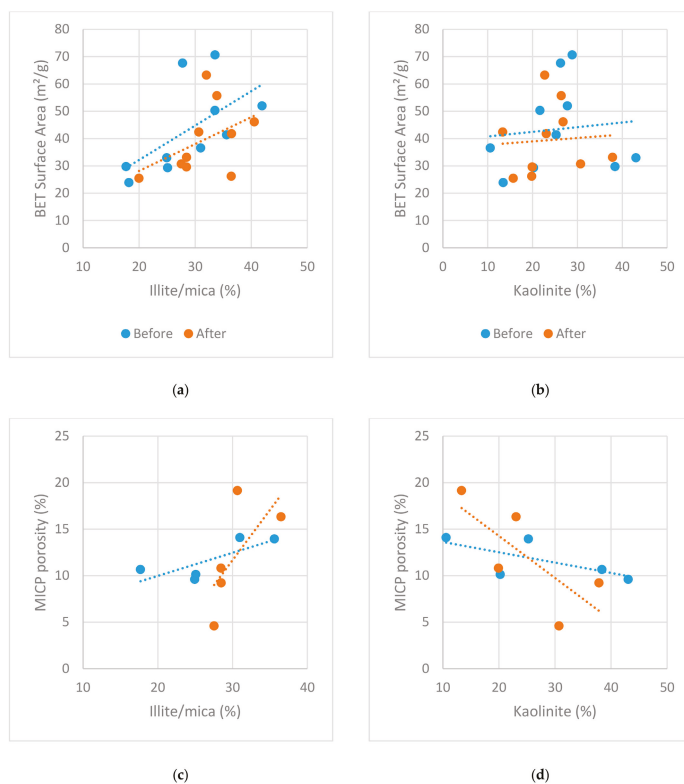 80
70
60
50
40
30
20
10
0
BET Surface Area (m²/g)
10 20 30 40 50
Illite/mica (%)
Before After
(a)
80
70
60
50
40
30
20
10
0
BET Surface Area (m²/g)
0 10 20 30 40 50
Kaolinite (%)
Before After
(b)
25
20
15
10
5
0
MICP porosity (%)
10 20 30 40
Illite/mica (%)
(c)
25
20
15
10
5
0
MICP porosity (%)
10 20 30 40 50
Kaolinite (%)
(d)